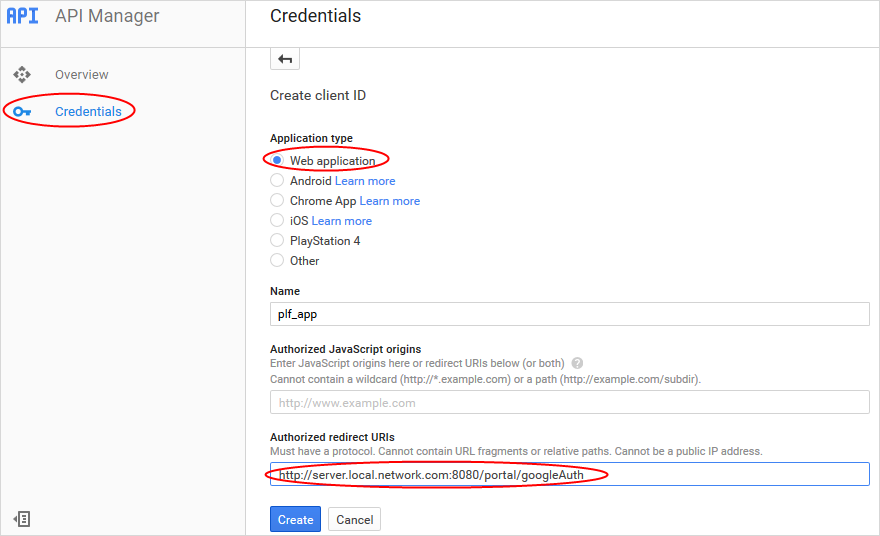 API API Manager
Credentials
Overview
Credentials
Create client ID
Application type
Web application
Android Learn more
Chrome App Learn more
iOS Learn more
PlayStation 4
Other
Name
plf_app
Authorized JavaScript origins
Enter JavaScript origins here or redirect URIs below (or both) ?
Cannot contain a wildcard (http://*.example.com) or a path (http://example.com/subdir).
http://www.example.com
Authorized redirect URIs
Must have a protocol. Cannot contain URL fragments or relative paths. Cannot be a public IP address.
http://server.local.network.com:8080/portal/googleAuth
Create Cancel